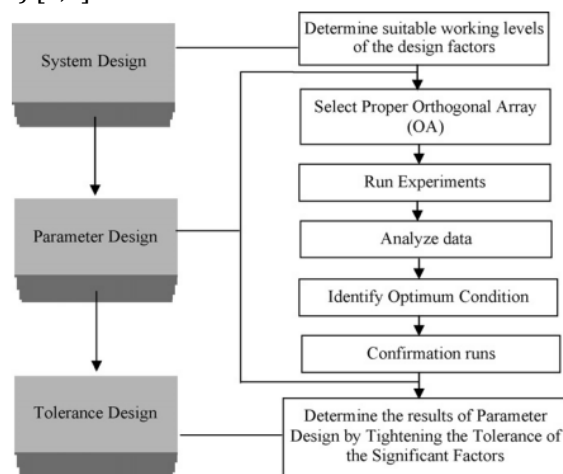 System Design
Parameter Design
Tolerance Design
Determine suitable working levels
of the design factors
Select Proper Orthogonal Array
(OA)
Run Experiments
Analyze data
Identify Optimum Condition
Confirmation runs
Determine the results of Parameter
Design by Tightening the Tolerance of
the Significant Factors